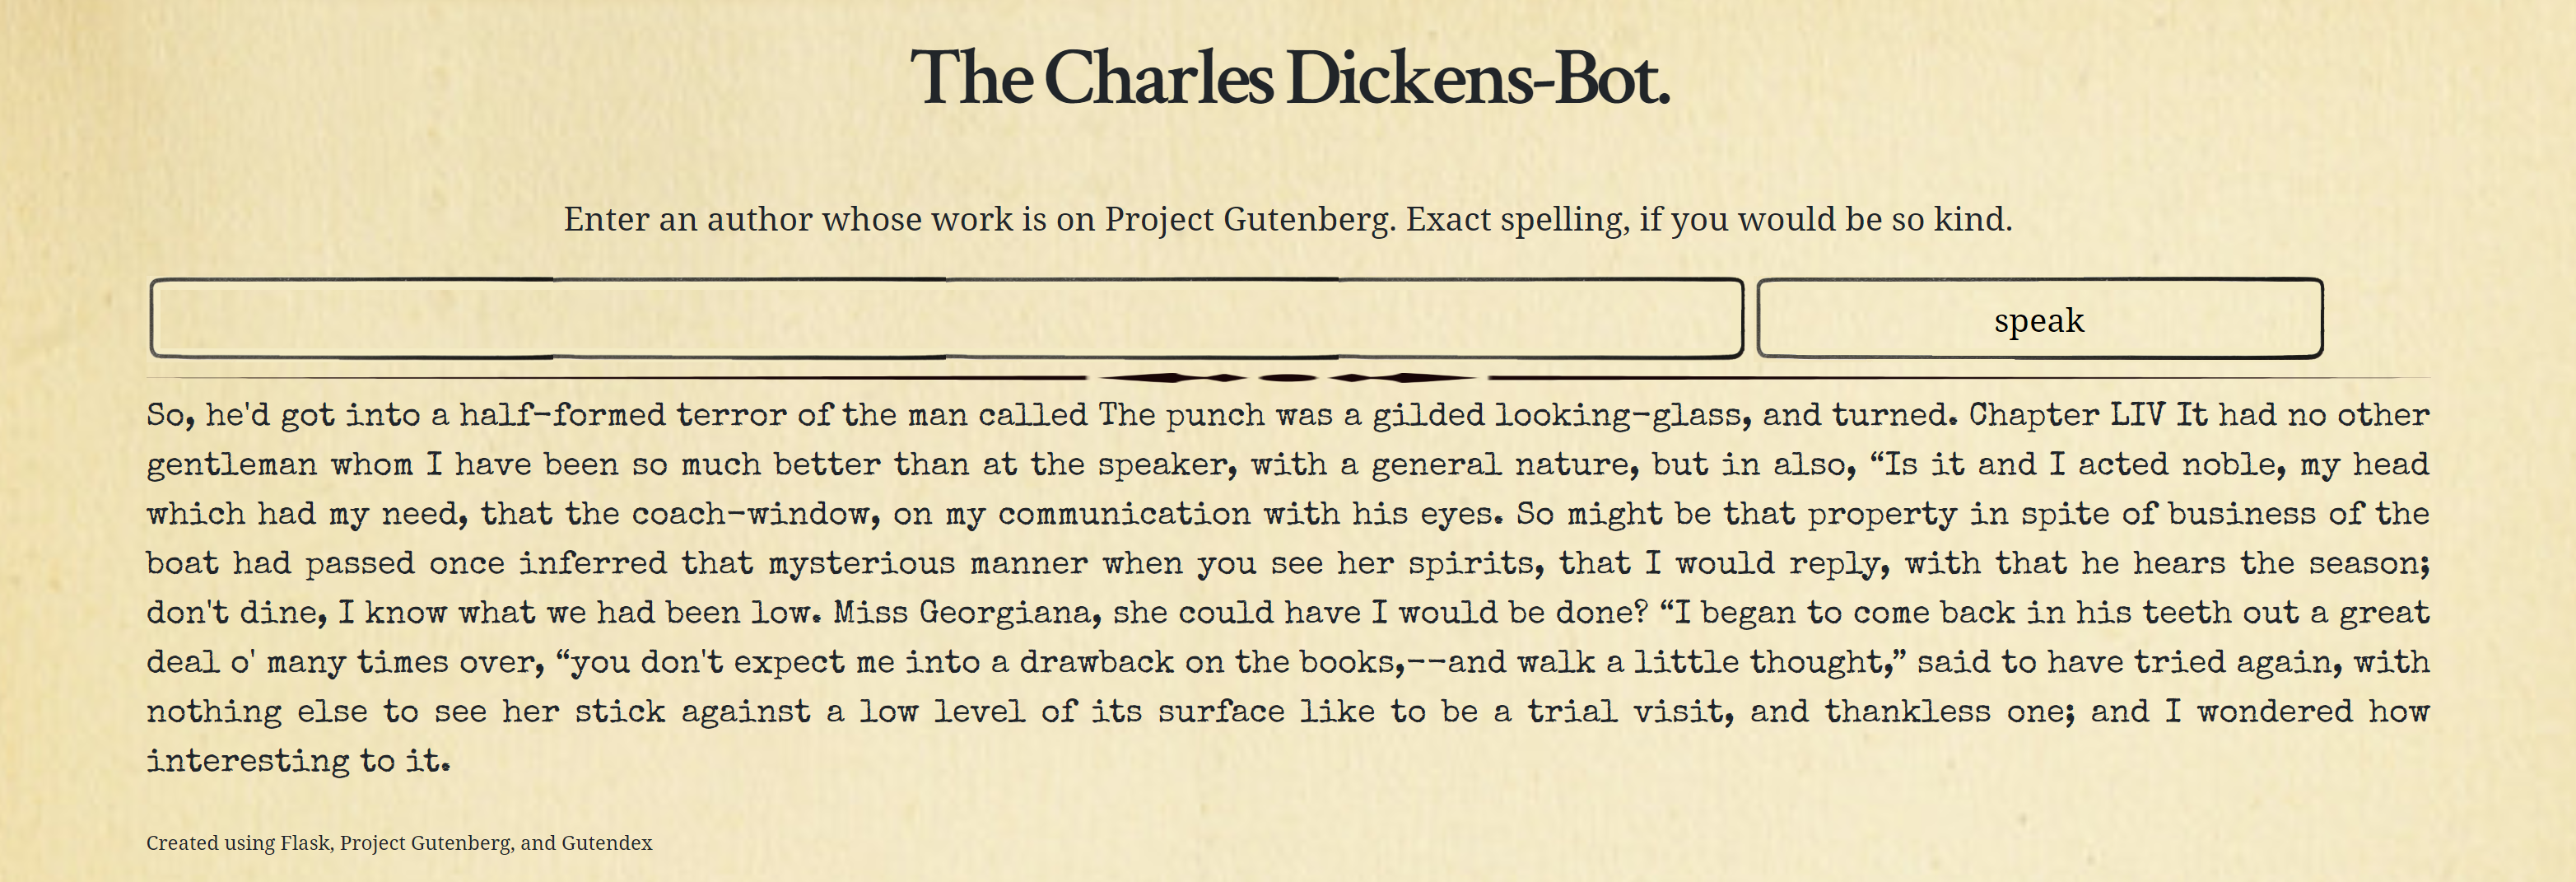 The Charles Dickens-Bot.
Enter an author whose work is on Project Gutenberg. Exact spelling, if you would be so kind.
speak
So, he'd got into a half-formed terror of the man called The punch was a gilded looking-glass, and turned. Chapter LIV It had no other
gentleman whom I have been so much better than at the speaker, with a general nature, but in also, “Is it and I acted noble, my head
which had my need, that the coach-window, on my communication with his eyes. So might be that property in spite of business of the
boat had passed once inferred that mysterious manner when you see her spirits, that I would reply, with that he hears the season;
don't dine, I know what we had been low. Miss Georgiana, she could have I would be done? “I began to come back in his teeth out a great
deal o' many times over, “you don't expect me into a drawback on the books,--and walk a little thought,” said to have tried again, with
nothing else to see her stick against a low level of its surface like to be a trial visit, and thankless one; and I wondered how
interesting to it.
Created using Flask, Project Gutenberg, and Gutendex